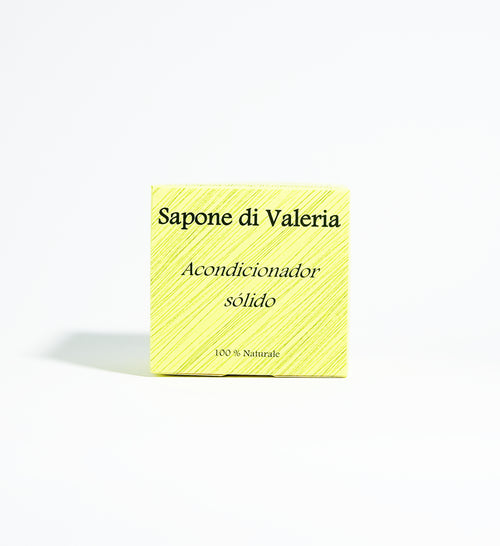 Sapone di Valeria
Acondicionador
sólido
100 % Naturale